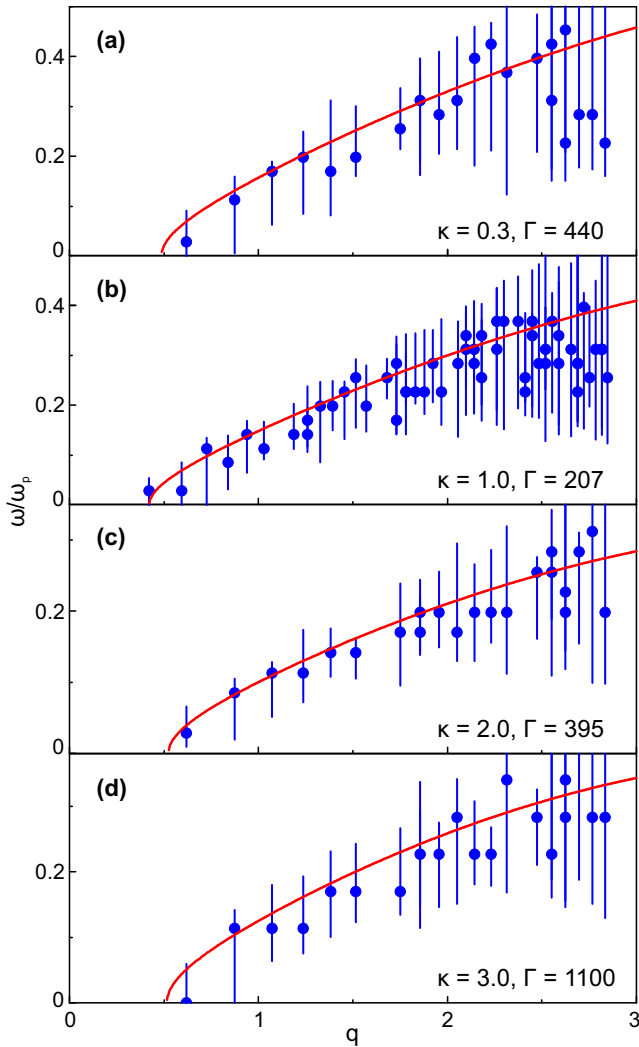 (a)
0.4
0.2
0
κ = 0.3, Γ = 440
(b)
0.4
0.2
0
κ = 1.0, Γ = 207
ω/ωₚ
(c)
0.2
0
κ = 2.0, Γ = 395
(d)
0.2
0
κ = 3.0, Γ = 1100
0 1 2 3
q